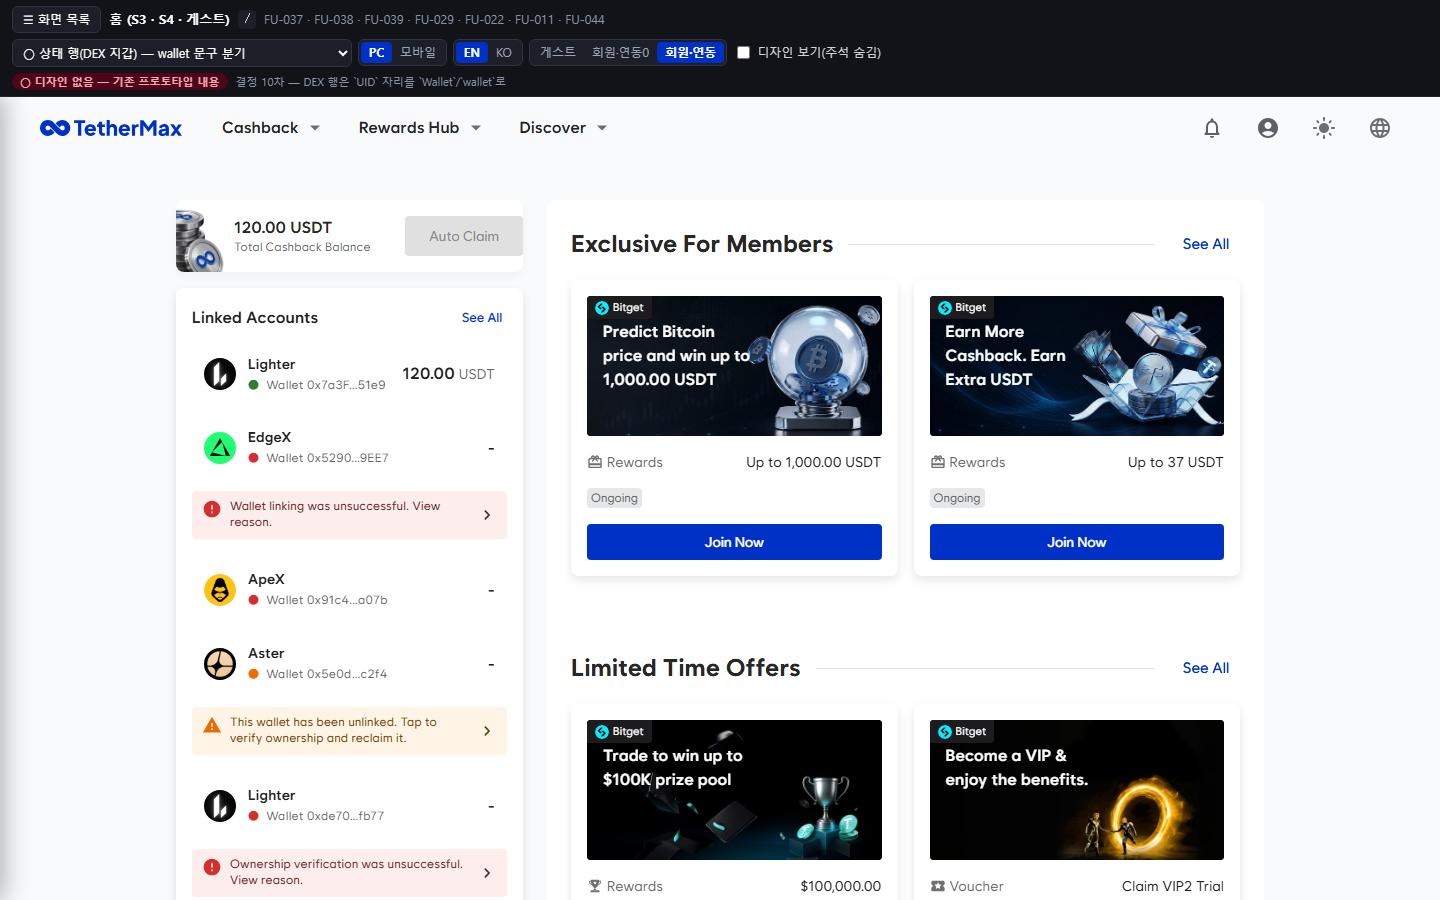 ☰ 화면 목록 홈 (S3 · S4 · 게스트) / FU-037 · FU-038 · FU-039 · FU-029 · FU-022 · FU-011 · FU-044
○ 상태 행(DEX 지갑) — wallet 문구 분기 PC 모바일 EN KO 게스트 회원·연동0 회원·연동 디자인 보기(주석 숨김)
○ 디자인 없음 — 기존 프로토타입 내용 결정 10차 — DEX 행은 `UID` 자리를 `Wallet`/`wallet`로
TetherMax Cashback Rewards Hub Discover
120.00 USDT
Total Cashback Balance
Auto Claim
Linked Accounts See All
Lighter
Wallet 0x7a3F...51e9
120.00 USDT
EdgeX
Wallet 0x5290...9EE7
-
Wallet linking was unsuccessful. View
reason.
ApeX
Wallet 0x91c4...a07b
-
Aster
Wallet 0x5e0d...c2f4
-
This wallet has been unlinked. Tap to
verify ownership and reclaim it.
Lighter
Wallet 0xde70...fb77
-
Ownership verification was unsuccessful.
View reason.
Exclusive For Members See All
Bitget
Predict Bitcoin
price and win up to
1,000.00 USDT
Rewards Up to 1,000.00 USDT
Ongoing
Join Now
Bitget
Earn More
Cashback. Earn
Extra USDT
Rewards Up to 37 USDT
Ongoing
Join Now
Limited Time Offers See All
Bitget
Trade to win up to
$100K prize pool
Rewards $100,000.00
Bitget
Become a VIP &
enjoy the benefits.
Voucher Claim VIP2 Trial